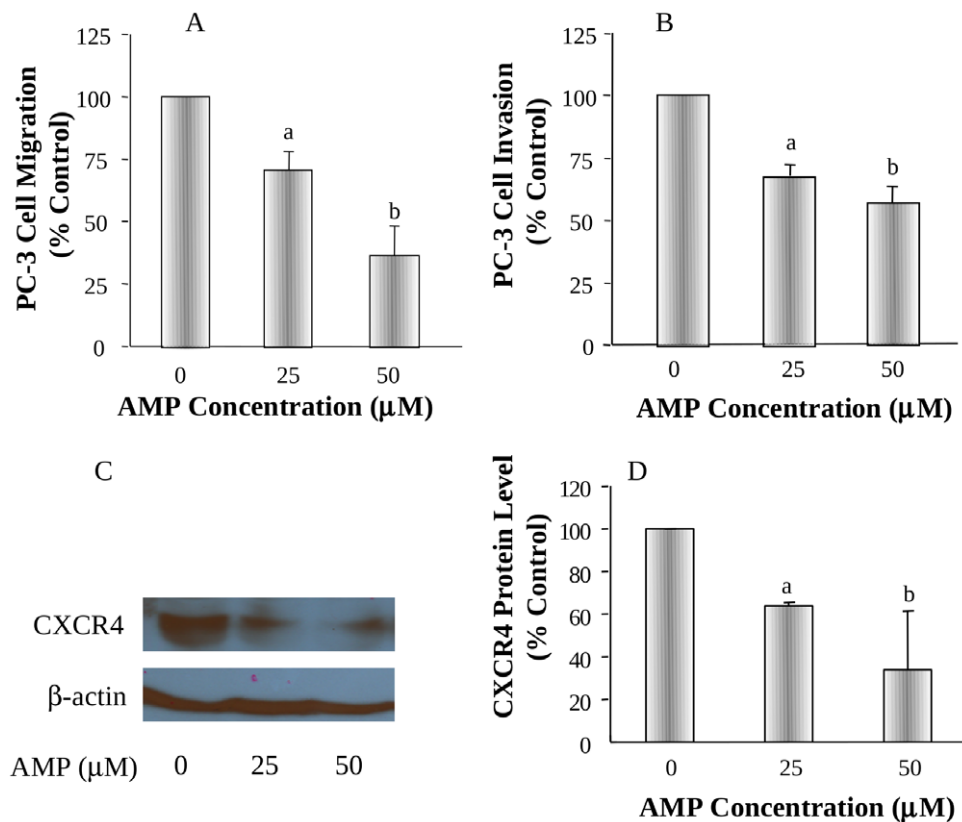 A
PC-3 Cell Migration
(% Control)
125
100
75
50
25
0
a
b
0 25 50
AMP Concentration (μM)
B
PC-3 Cell Invasion
(% Control)
125
100
75
50
25
0
a
b
0 25 50
AMP Concentration (μM)
C
CXCR4
β-actin
AMP (μM) 0 25 50
D
CXCR4 Protein Level
(% Control)
120
100
80
60
40
20
0
a
b
0 25 50
AMP Concentration (μM)